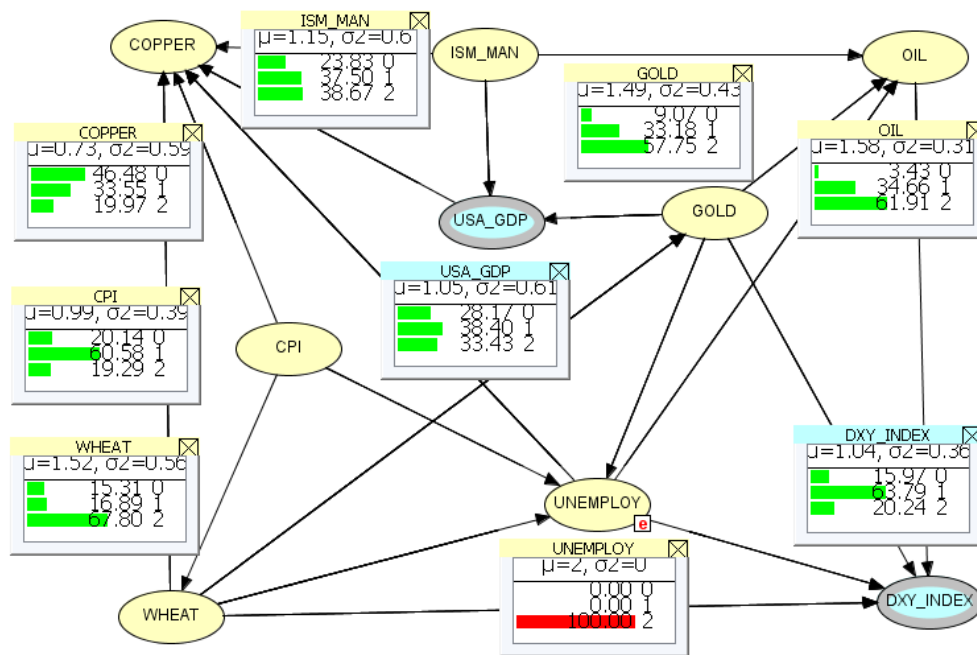 ISM_MAN
μ=1.15, σ2=0.6
23.83 0
37.50 1
38.67 2
COPPER
ISM_MAN
OIL
GOLD
μ=1.49, σ2=0.43
9.07 0
33.18 1
57.75 2
COPPER
μ=0.73, σ2=0.59
46.48 0
33.55 1
19.97 2
OIL
μ=1.58, σ2=0.31
3.43 0
34.66 1
61.91 2
USA_GDP
GOLD
USA_GDP
μ=1.05, σ2=0.61
28.17 0
38.40 1
33.43 2
CPI
μ=0.99, σ2=0.39
20.14 0
60.58 1
19.29 2
CPI
WHEAT
μ=1.52, σ2=0.56
15.31 0
16.89 1
67.80 2
DXY_INDEX
μ=1.04, σ2=0.36
15.97 0
63.79 1
20.24 2
UNEMPLOY
e
UNEMPLOY
μ=2, σ2=0
0.00 0
0.00 1
100.00 2
WHEAT
DXY_INDEX